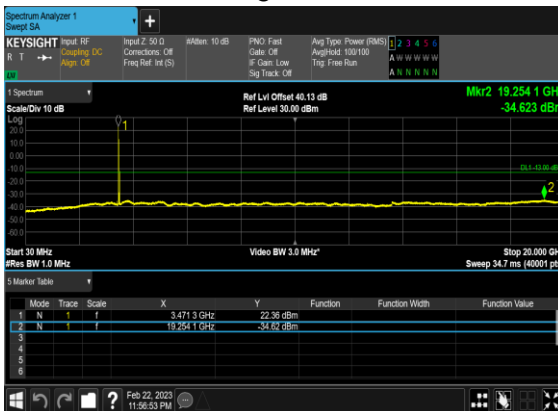 Spectrum Analyzer 1
Swept SA
KEYSIGHT Input: RF Input Z: 50 Ω #Atten: 10 dB PNO: Fast Avg Type: Power (RMS) 1 2 3 4 5 6
R T Coupling: DC Corrections: Off Gate: Off Avg|Hold: 100/100 A W W W W W
Align: Off Freq Ref: Int (S) IF Gain: Low Trig: Free Run
LV Sig Track: Off A N N N N N
1 Spectrum Ref Lvl Offset 40.13 dB Mkr2 19.254 1 GH
Scale/Div 10 dB Ref Level 30.00 dBm -34.623 dBr
Log
20.0
10.0
0.00
-10.0
-20.0
-30.0
-40.0
-50.0
-60.0
1
DL1 -13.00 dB
2
Start 30 MHz Video BW 3.0 MHz* Stop 20.000 GH
#Res BW 1.0 MHz Sweep 34.7 ms (40001 pt
5 Marker Table
Mode Trace Scale X Y Function Function Width Function Value
1 N 1 f 3.471 3 GHz 22.36 dBm
2 N 1 f 19.254 1 GHz -34.62 dBm
3
4
5
6
Feb 22, 2023
11:56:53 PM